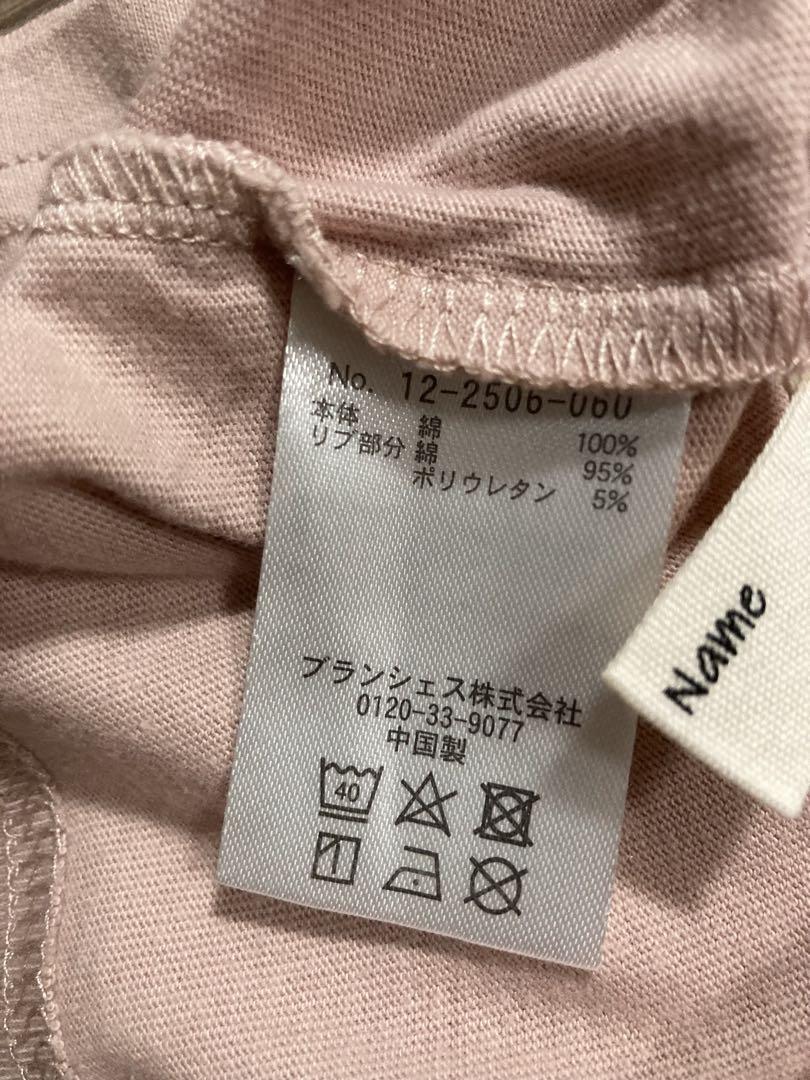 No. 12-2506-060
本体 綿 100%
リブ部分 綿 95%
ポリウレタン 5%
ブランシェス株式会社
0120-33-9077
中国製
40
Name